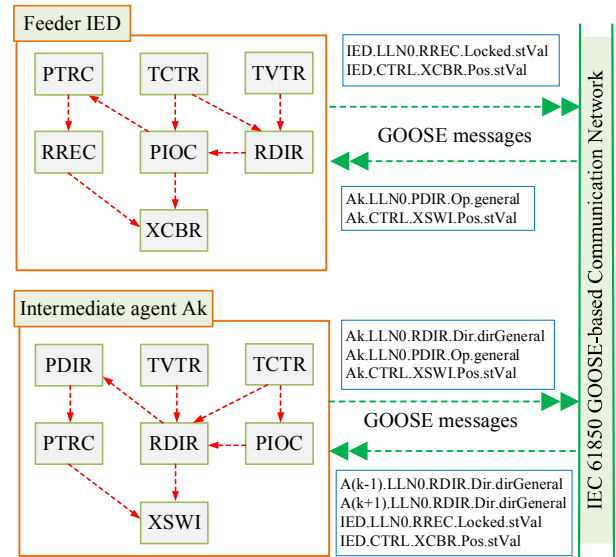 Feeder IED
PTRC
TCTR
TVTR
RREC
PIOC
RDIR
XCBR
IED.LLN0.RREC.Locked.stVal
IED.CTRL.XCBR.Pos.stVal
GOOSE messages
Ak.LLN0.PDIR.Op.general
Ak.CTRL.XSWI.Pos.stVal
Intermediate agent Ak
PDIR
TVTR
TCTR
PTRC
RDIR
PIOC
XSWI
Ak.LLN0.RDIR.Dir.dirGeneral
Ak.LLN0.PDIR.Op.general
Ak.CTRL.XSWI.Pos.stVal
GOOSE messages
A(k-1).LLN0.RDIR.Dir.dirGeneral
A(k+1).LLN0.RDIR.Dir.dirGeneral
IED.LLN0.RREC.Locked.stVal
IED.CTRL.XCBR.Pos.stVal
IEC 61850 GOOSE-based Communication Network